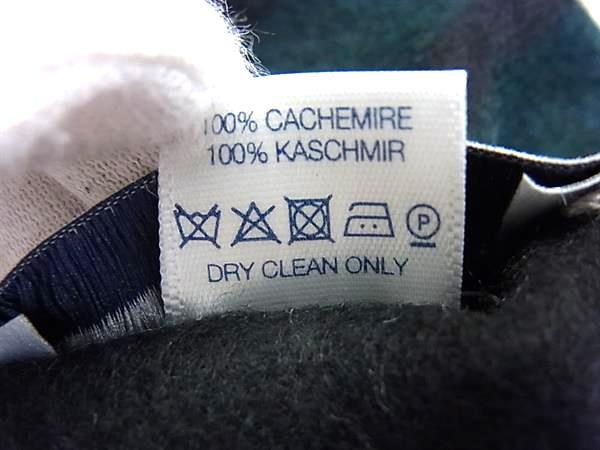 100% CACHEMIRE
100% KASCHMIR
P
DRY CLEAN ONLY